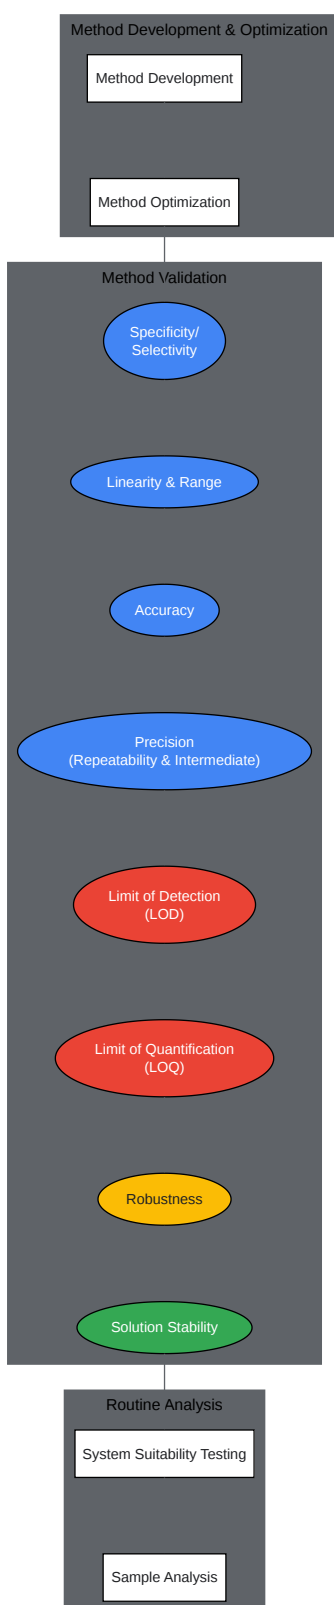 Method Development & Optimization
Method Development
Method Optimization
Method Validation
Specificity/
Selectivity
Linearity & Range
Accuracy
Precision
(Repeatability & Intermediate)
Limit of Detection
(LOD)
Limit of Quantification
(LOQ)
Robustness
Solution Stability
Routine Analysis
System Suitability Testing
Sample Analysis